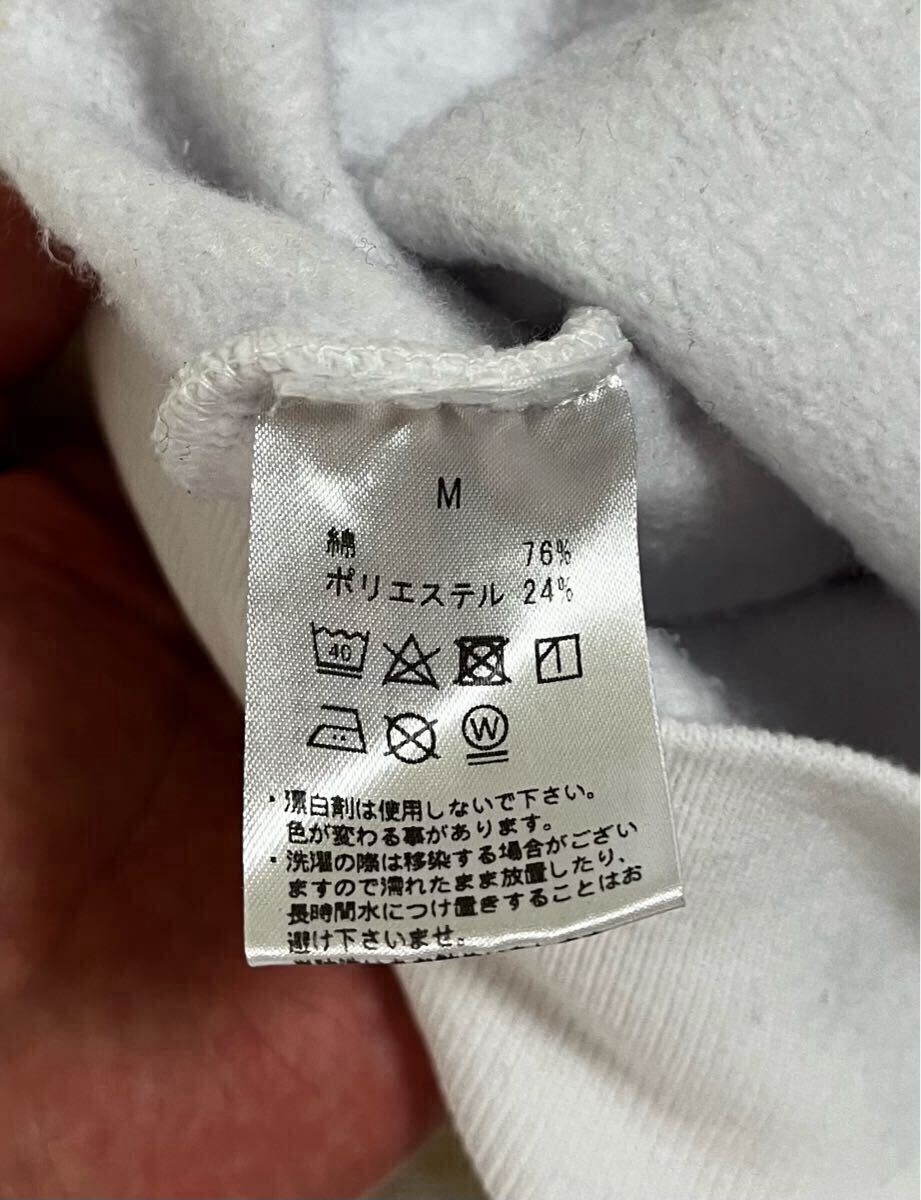 M
綿 76%
ポリエステル 24%
40
W
・漂白剤は使用しないで下さい。
色が変わる事があります。
・洗濯の際は移染する場合がござい
ますので濡れたまま放置したり、
長時間水につけ置きすることはお
避け下さいませ。